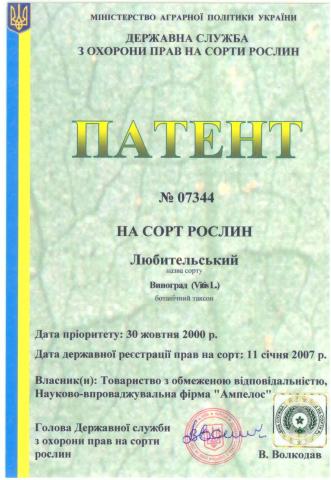 МІНІСТЕРСТВО АГРАРНОЇ ПОЛІТИКИ УКРАЇНИ
ДЕРЖАВНА СЛУЖБА
З ОХОРОНИ ПРАВ НА СОРТИ РОСЛИН
ПАТЕНТ
№ 07344
НА СОРТ РОСЛИН
Любительський
назва сорту
Виноград (Vitis L.)
ботанічний таксон
Дата пріоритету: 30 жовтня 2000 р.
Дата державної реєстрації прав на сорт: 11 січня 2007 р.
Власник(и): Товариство з обмеженою відповідальністю,
Науково-впроваджувальна фірма "Ампелос"
Голова Державної служби
з охорони прав на сорти
рослин
В. Волкодав